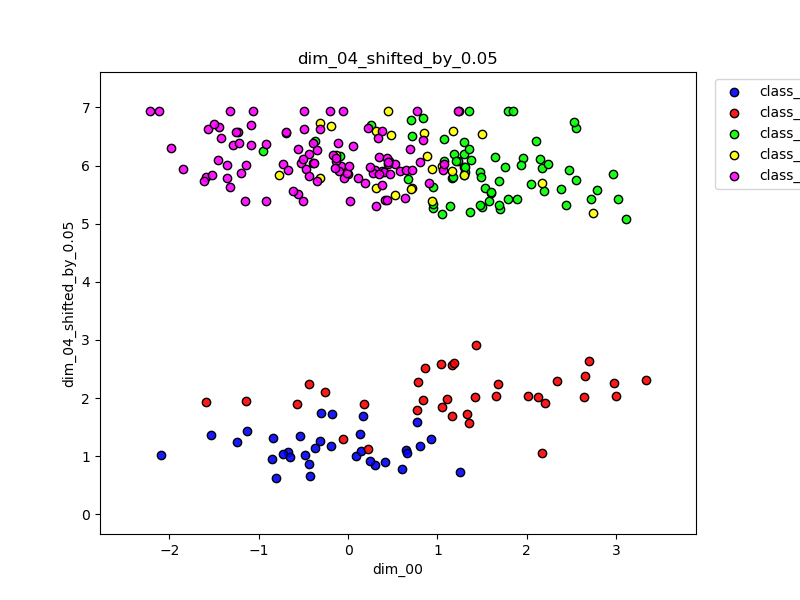 dim_04_shifted_by_0.05
dim_04_shifted_by_0.05
7
6
5
4
3
2
1
0
−2
−1
0
1
2
3
dim_00
class_
class_
class_
class_
class_